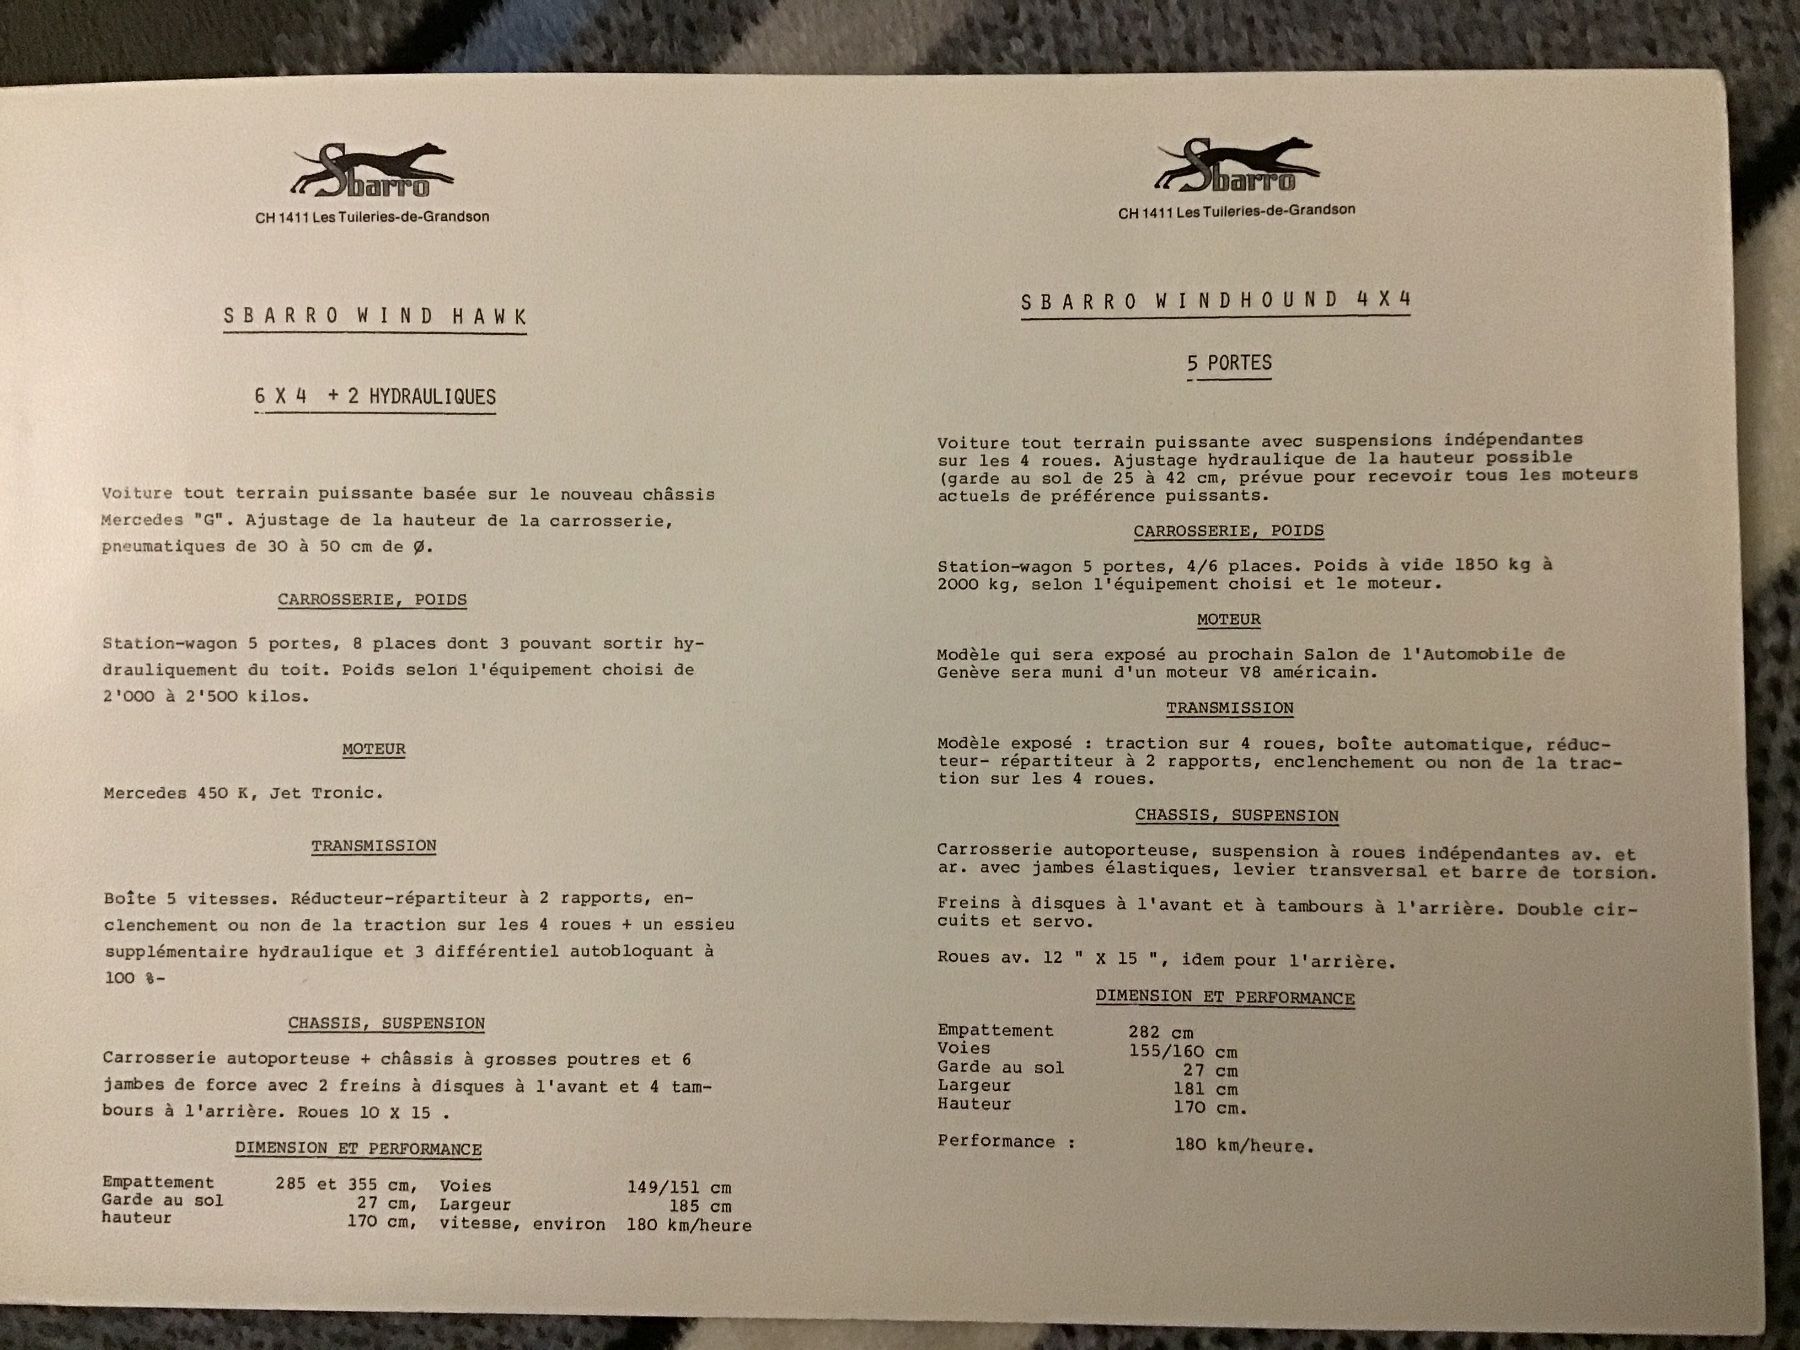 Sbarro
CH 1411 Les Tuileries-de-Grandson
SBARRO WIND HAWK
6 X 4 + 2 HYDRAULIQUES
Voiture tout terrain puissante basée sur le nouveau châssis
Mercedes "G". Ajustage de la hauteur de la carrosserie,
pneumatiques de 30 à 50 cm de Ø.
CARROSSERIE, POIDS
Station-wagon 5 portes, 8 places dont 3 pouvant sortir hy-
drauliquement du toit. Poids selon l'équipement choisi de
2'000 à 2'500 kilos.
MOTEUR
Mercedes 450 K, Jet Tronic.
TRANSMISSION
Boîte 5 vitesses. Réducteur-répartiteur à 2 rapports, en-
clenchement ou non de la traction sur les 4 roues + un essieu
supplémentaire hydraulique et 3 différentiel autobloquant à
100 %-
CHASSIS, SUSPENSION
Carrosserie autoporteuse + châssis à grosses poutres et 6
jambes de force avec 2 freins à disques à l'avant et 4 tam-
bours à l'arrière. Roues 10 X 15 .
DIMENSION ET PERFORMANCE
Empattement 285 et 355 cm, Voies 149/151 cm
Garde au sol 27 cm, Largeur 185 cm
hauteur 170 cm, vitesse, environ 180 km/heure
Sbarro
CH 1411 Les Tuileries-de-Grandson
SBARRO WINDHOUND 4X4
5 PORTES
Voiture tout terrain puissante avec suspensions indépendantes
sur les 4 roues. Ajustage hydraulique de la hauteur possible
(garde au sol de 25 à 42 cm, prévue pour recevoir tous les moteurs
actuels de préférence puissants.
CARROSSERIE, POIDS
Station-wagon 5 portes, 4/6 places. Poids à vide 1850 kg à
2000 kg, selon l'équipement choisi et le moteur.
MOTEUR
Modèle qui sera exposé au prochain Salon de l'Automobile de
Genève sera muni d'un moteur V8 américain.
TRANSMISSION
Modèle exposé : traction sur 4 roues, boîte automatique, réduc-
teur- répartiteur à 2 rapports, enclenchement ou non de la trac-
tion sur les 4 roues.
CHASSIS, SUSPENSION
Carrosserie autoporteuse, suspension à roues indépendantes av. et
ar. avec jambes élastiques, levier transversal et barre de torsion.
Freins à disques à l'avant et à tambours à l'arrière. Double cir-
cuits et servo.
Roues av. 12 " X 15 ", idem pour l'arrière.
DIMENSION ET PERFORMANCE
Empattement 282 cm
Voies 155/160 cm
Garde au sol 27 cm
Largeur 181 cm
Hauteur 170 cm.
Performance : 180 km/heure.